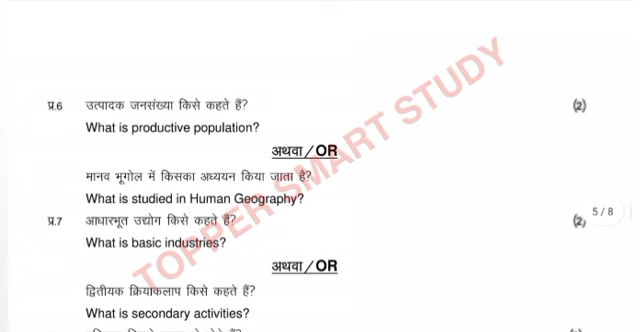 प्र.6 उत्पादक जनसंख्या किसे कहते हैं? (2)
What is productive population?
अथवा/OR
मानव भूगोल में किसका अध्ययन किया जाता है?
What is studied in Human Geography?
प्र.7 आधारभूत उद्योग किसे कहते हैं? (2)
5/8
What is basic industries?
अथवा/OR
द्वितीयक क्रियाकलाप किसे कहते हैं?
What is secondary activities?
TOPPER SMART STUDY